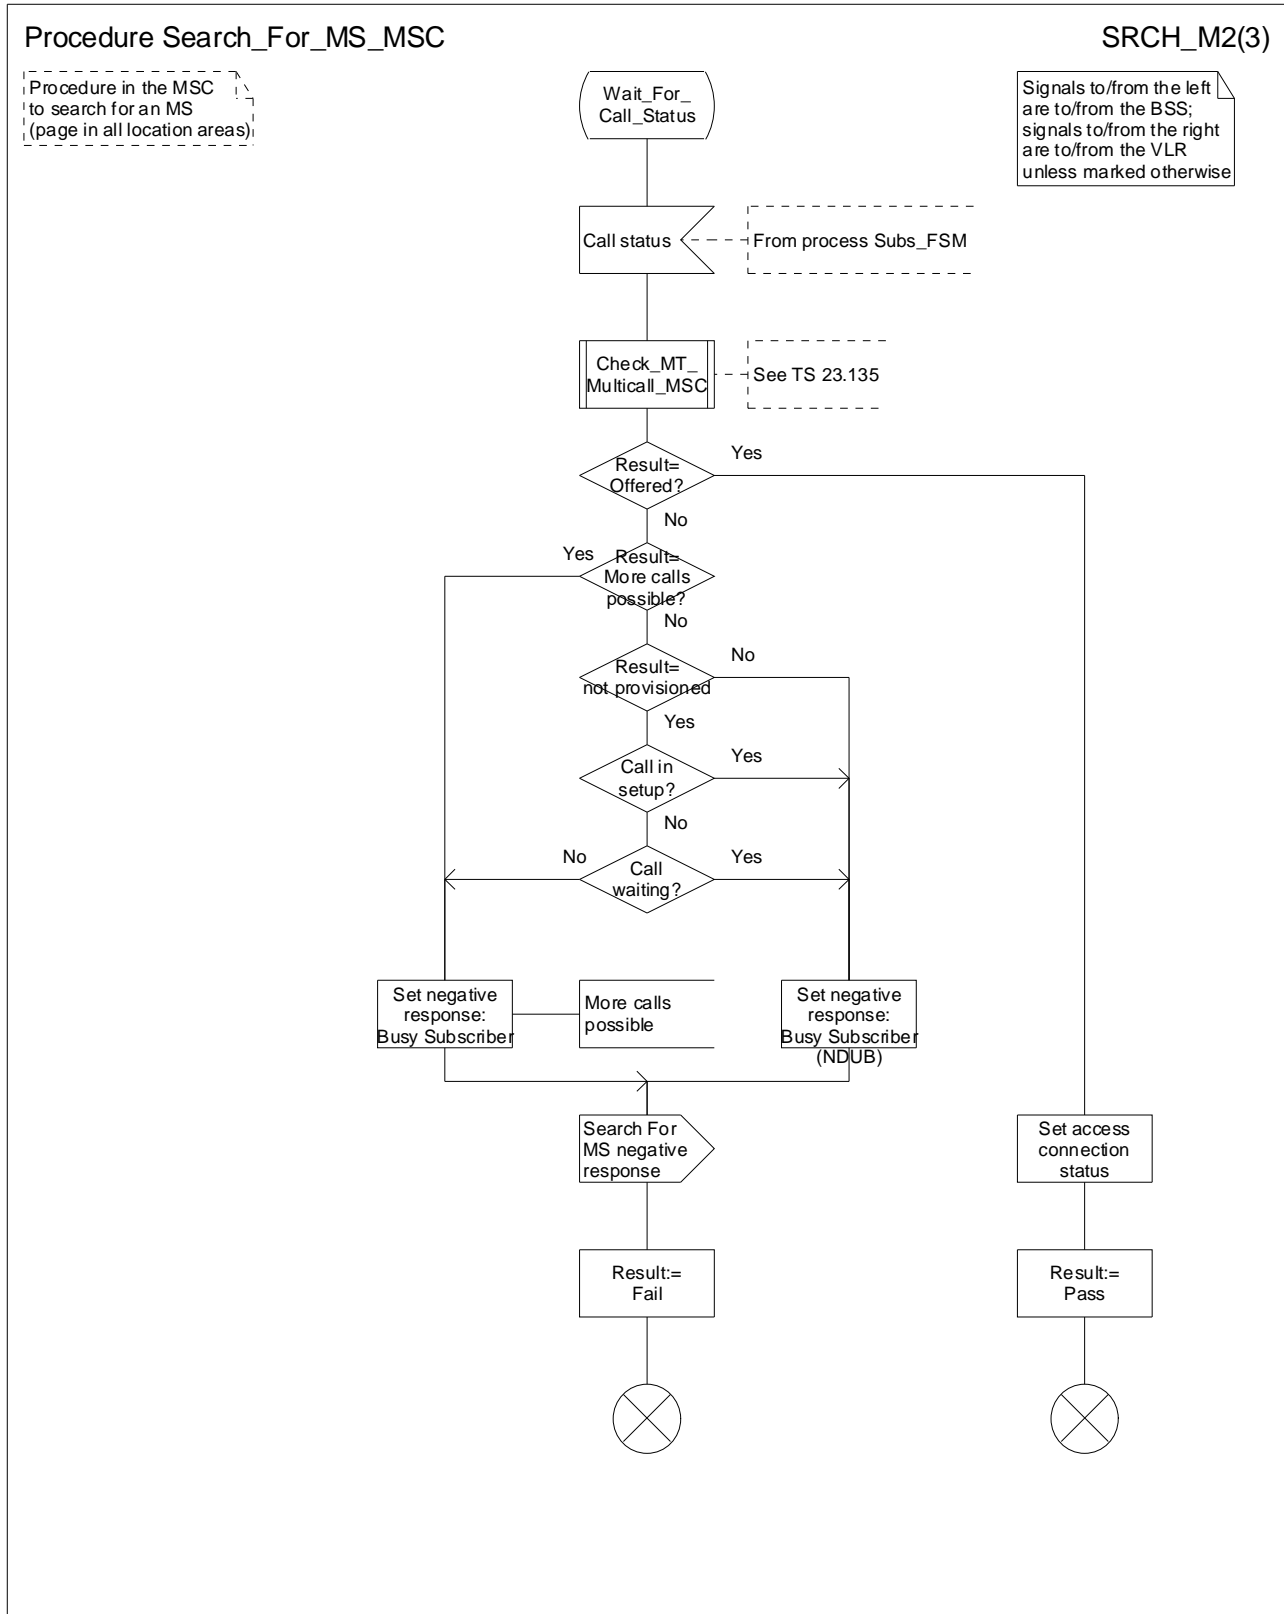 Procedure Search_For_MS_MSC
SRCH_M2(3)
Procedure in the MSC
to search for an MS
(page in all location areas)
Wait_For_
Call_Status
Signals to/from the left
are to/from the BSS;
signals to/from the right
are to/from the VLR
unless marked otherwise
Call status
From process Subs_FSM
Check_MT_
Multicall_MSC
See TS 23.135
Result=
Offered?
Yes
No
Yes
Result=
More calls
possible?
No
Result=
not provisioned
No
Yes
Call in
setup?
Yes
No
No
Call
waiting?
Yes
Set negative
response:
Busy Subscriber
More calls
possible
Set negative
response:
Busy Subscriber
(NDUB)
Search For
MS negative
response
Set access
connection
status
Result:=
Fail
Result:=
Pass